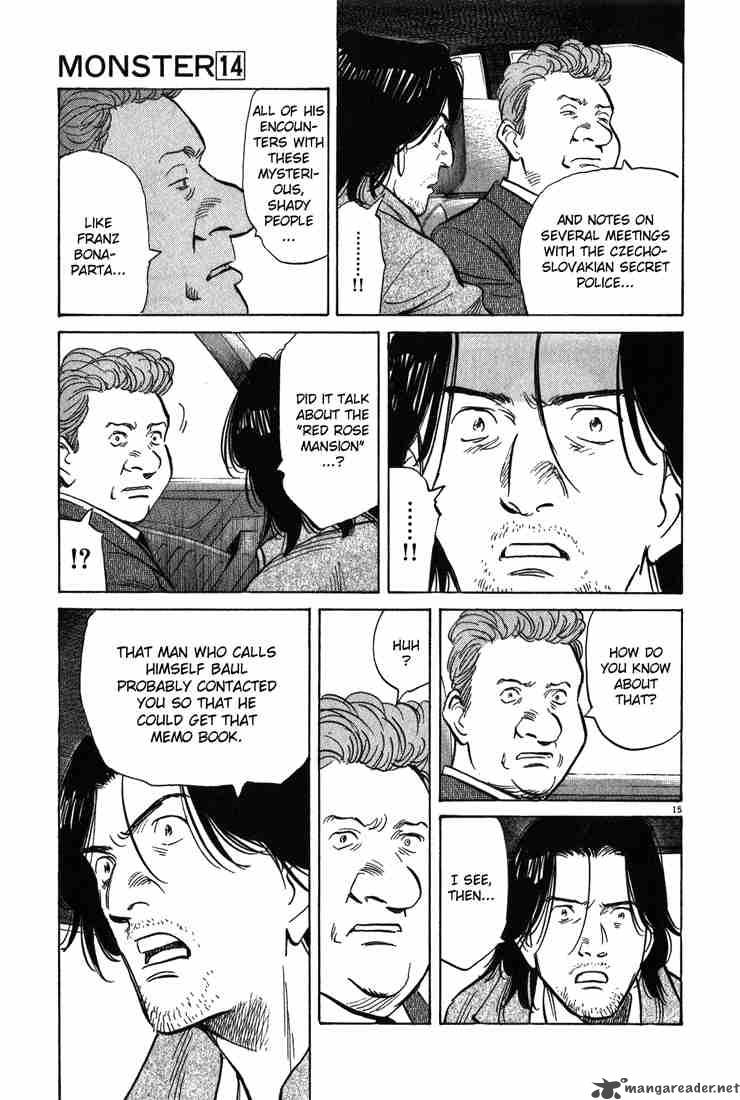 MONSTER 14
AND NOTES ON
SEVERAL MEETINGS
WITH THE CZECHO-
SLOVAKIAN SECRET
POLICE...
......!!
ALL OF HIS
ENCOUN-
TERS WITH
THESE
MYSTERI-
OUS,
SHADY
PEOPLE
...
LIKE
FRANZ
BONA-
PARTA...
......!!
DID IT TALK
ABOUT THE
"RED ROSE
MANSION"
...?
!?
HOW DO
YOU KNOW
ABOUT
THAT?
15
I SEE,
THEN...
HUH
?
THAT MAN WHO CALLS
HIMSELF BAUL
PROBABLY CONTACTED
YOU SO THAT HE
COULD GET THAT
MEMO BOOK.
mangareader.net